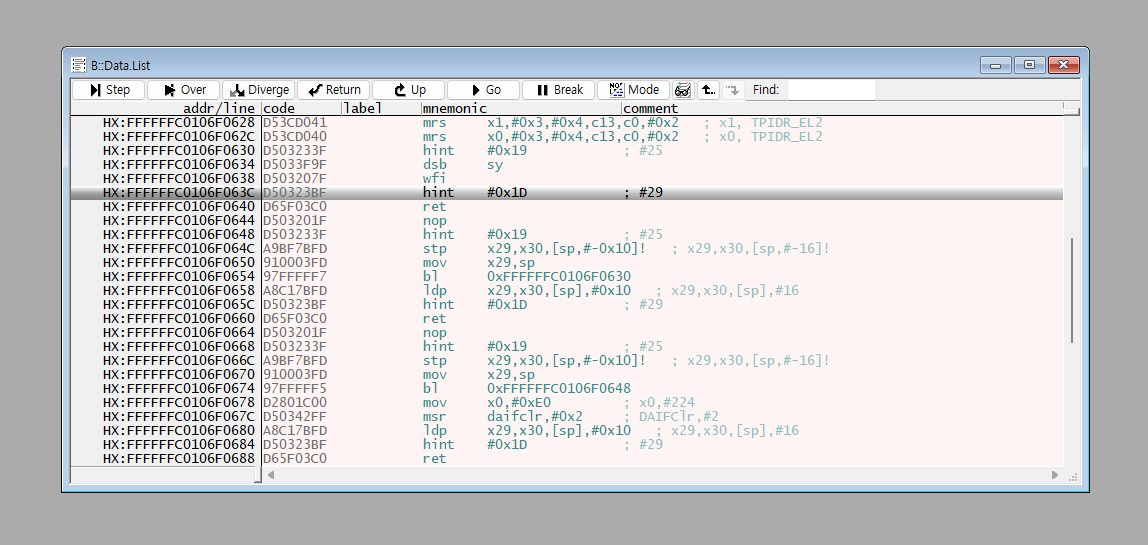 B::Data.List
Step Over Diverge Return Up Go Break Mode Find:
addr/line code label mnemonic comment
HX:FFFFFFC0106F0628 D53CD041 mrs x1,#0x3,#0x4,c13,c0,#0x2 ; x1, TPIDR_EL2
HX:FFFFFFC0106F062C D53CD040 mrs x0,#0x3,#0x4,c13,c0,#0x2 ; x0, TPIDR_EL2
HX:FFFFFFC0106F0630 D503233F hint #0x19 ; #25
HX:FFFFFFC0106F0634 D5033F9F dsb sy
HX:FFFFFFC0106F0638 D503207F wfi
HX:FFFFFFC0106F063C D50323BF hint #0x1D ; #29
HX:FFFFFFC0106F0640 D65F03C0 ret
HX:FFFFFFC0106F0644 D503201F nop
HX:FFFFFFC0106F0648 D503233F hint #0x19 ; #25
HX:FFFFFFC0106F064C A9BF7BFD stp x29,x30,[sp,#-0x10]! ; x29,x30,[sp,#-16]!
HX:FFFFFFC0106F0650 910003FD mov x29,sp
HX:FFFFFFC0106F0654 97FFFFF7 bl 0xFFFFFFC0106F0630
HX:FFFFFFC0106F0658 A8C17BFD ldp x29,x30,[sp],#0x10 ; x29,x30,[sp],#16
HX:FFFFFFC0106F065C D50323BF hint #0x1D ; #29
HX:FFFFFFC0106F0660 D65F03C0 ret
HX:FFFFFFC0106F0664 D503201F nop
HX:FFFFFFC0106F0668 D503233F hint #0x19 ; #25
HX:FFFFFFC0106F066C A9BF7BFD stp x29,x30,[sp,#-0x10]! ; x29,x30,[sp,#-16]!
HX:FFFFFFC0106F0670 910003FD mov x29,sp
HX:FFFFFFC0106F0674 97FFFFF5 bl 0xFFFFFFC0106F0648
HX:FFFFFFC0106F0678 D2801C00 mov x0,#0xE0 ; x0,#224
HX:FFFFFFC0106F067C D50342FF msr daifclr,#0x2 ; DAIFClr,#2
HX:FFFFFFC0106F0680 A8C17BFD ldp x29,x30,[sp],#0x10 ; x29,x30,[sp],#16
HX:FFFFFFC0106F0684 D50323BF hint #0x1D ; #29
HX:FFFFFFC0106F0688 D65F03C0 ret